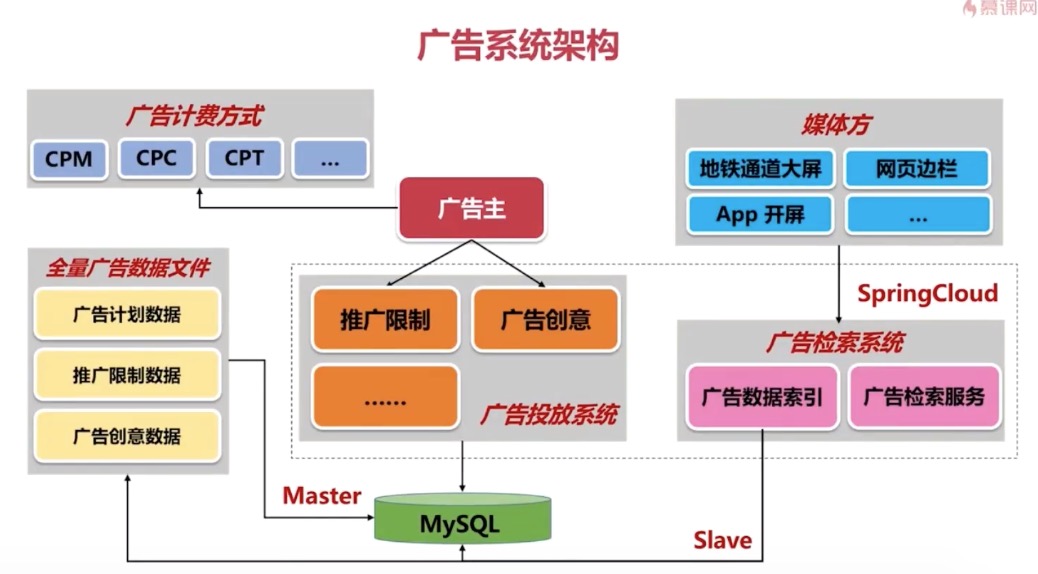 慕课网
广告系统架构
广告计费方式
CPM
CPC
CPT
...
广告主
媒体方
地铁通道大屏
网页边栏
App 开屏
...
全量广告数据文件
广告计划数据
推广限制数据
广告创意数据
推广限制
广告创意
......
广告投放系统
SpringCloud
广告检索系统
广告数据索引
广告检索服务
Master
MySQL
Slave